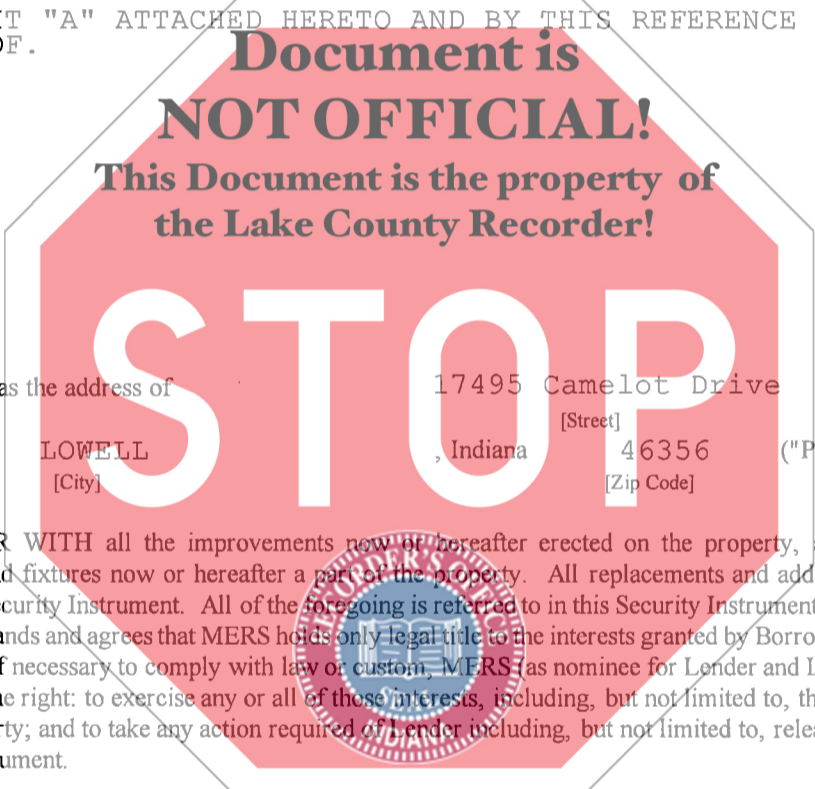 T "A" ATTACHED HERETO AND BY THIS REFERENCE
OF.
Document is
NOT OFFICIAL!
This Document is the property of
the Lake County Recorder!
STOP
as the address of 17495 Camelot Drive
[Street]
LOWELL , Indiana 46356 ("P
[City] [Zip Code]
R WITH all the improvements now or hereafter erected on the property, a
d fixtures now or hereafter a part of the property. All replacements and add
curity Instrument. All of the foregoing is referred to in this Security Instrument
ands and agrees that MERS holds only legal title to the interests granted by Borro
f necessary to comply with law or custom, MERS (as nominee for Lender and L
e right: to exercise any or all of those interests, including, but not limited to, th
rty; and to take any action required of Lender including, but not limited to, relea
ument.
RECORDER'S OFFICE
SEAL
INDIANA